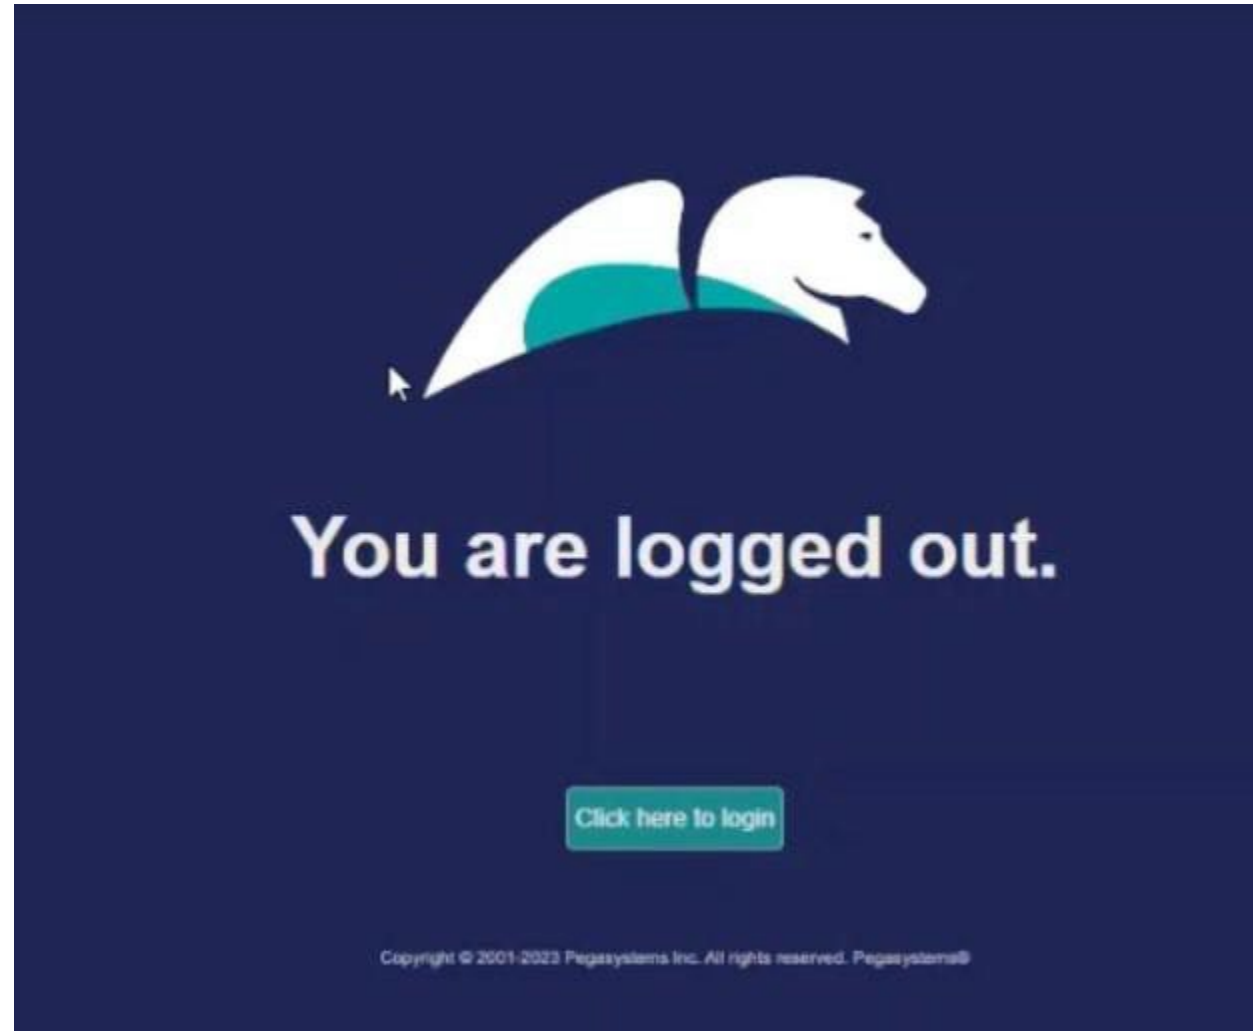 You are logged out.
Click here to login
Copyright © 2001-2023 Pegasystems Inc. All rights reserved. Pegasystems®